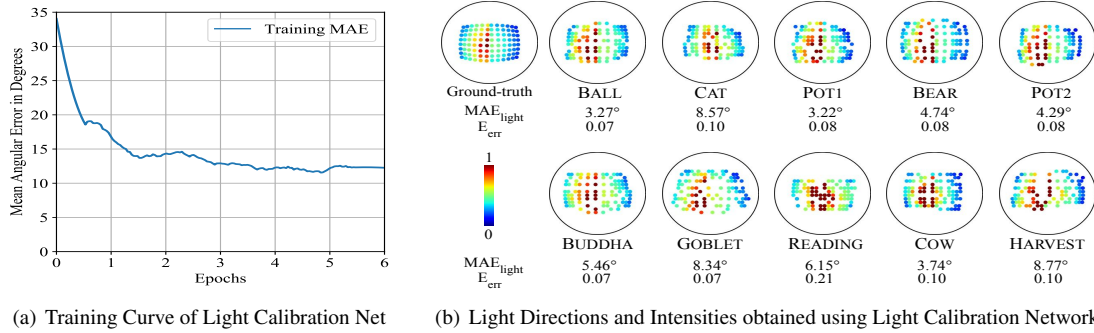 35
30
25
20
15
10
5
0
Mean Angular Error in Degrees
Training MAE
0 1 2 3 4 5 6
Epochs
(a) Training Curve of Light Calibration Net
Ground-truth BALL CAT POT1 BEAR POT2
MAElight 3.27° 8.57° 3.22° 4.74° 4.29°
Eerr 0.07 0.10 0.08 0.08 0.08
1
0
BUDDHA GOBLET READING COW HARVEST
MAElight 5.46° 8.34° 6.15° 3.74° 8.77°
Eerr 0.07 0.07 0.21 0.10 0.10
(b) Light Directions and Intensities obtained using Light Calibration Network